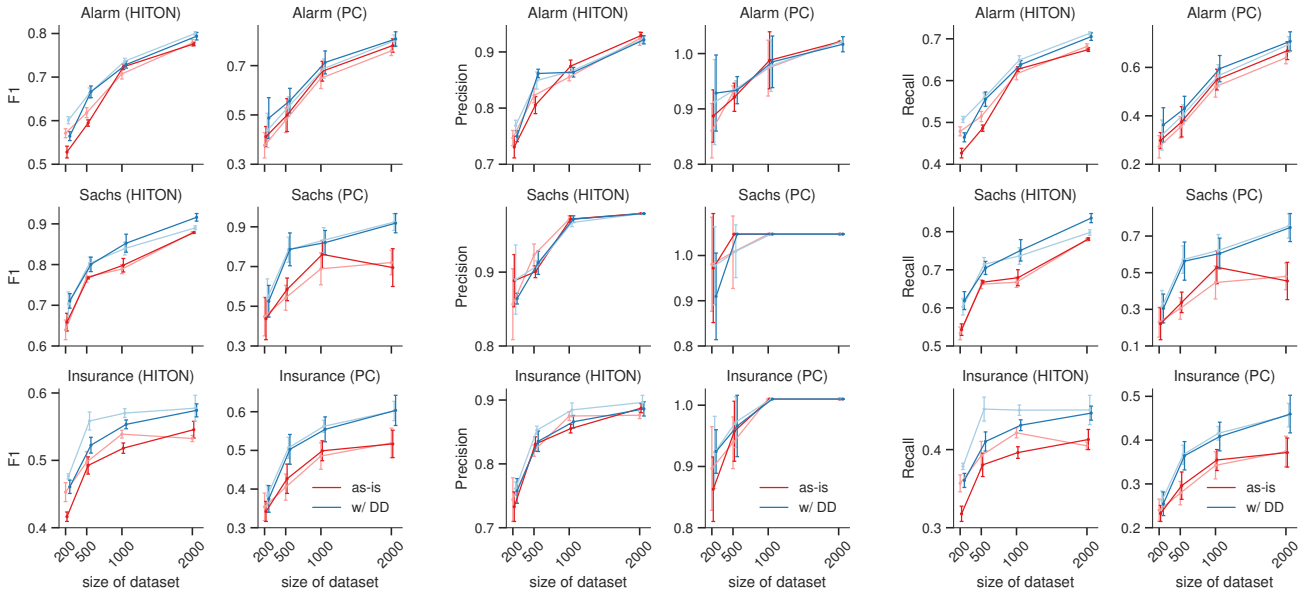 Alarm (HITON)
Alarm (PC)
Alarm (HITON)
Alarm (PC)
Alarm (HITON)
Alarm (PC)
0.8
0.7
0.6
0.5
F1
0.7
0.5
0.3
0.9
0.8
0.7
Precision
1.0
0.9
0.8
0.7
0.6
0.5
0.4
Recall
0.6
0.4
0.2
Sachs (HITON)
Sachs (PC)
Sachs (HITON)
Sachs (PC)
Sachs (HITON)
Sachs (PC)
0.9
0.8
0.7
0.6
F1
0.9
0.7
0.5
0.3
0.9
0.8
Precision
1.0
0.9
0.8
0.8
0.7
0.6
0.5
Recall
0.7
0.5
0.3
0.1
Insurance (HITON)
Insurance (PC)
Insurance (HITON)
Insurance (PC)
Insurance (HITON)
Insurance (PC)
0.6
0.5
0.4
F1
0.6
0.5
0.4
0.3
as-is
w/ DD
0.9
0.8
0.7
Precision
1.0
0.9
0.8
as-is
w/ DD
0.4
0.3
Recall
0.5
0.4
0.3
0.2
as-is
w/ DD
200 500 1000 2000
200 500 1000 2000
200 500 1000 2000
200 500 1000 2000
200 500 1000 2000
200 500 1000 2000
size of dataset
size of dataset
size of dataset
size of dataset
size of dataset
size of dataset